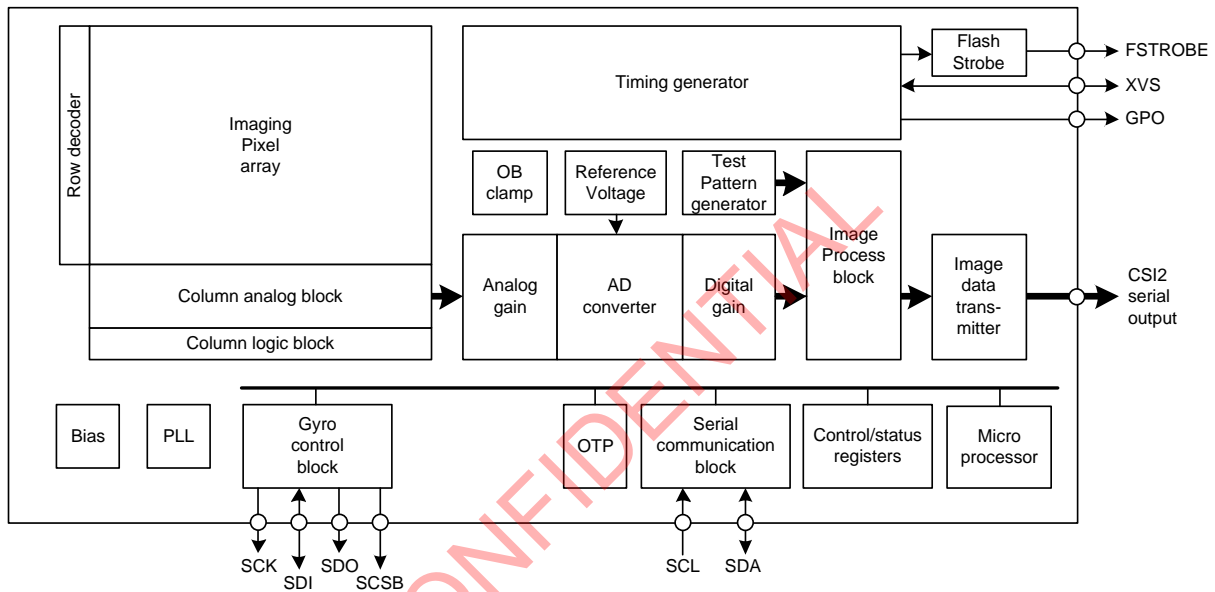 Row decoder
Imaging
Pixel
array
Column analog block
Column logic block
Timing generator
Flash
Strobe
FSTROBE
XVS
GPO
OB
clamp
Reference
Voltage
Test
Pattern
generator
Analog
gain
AD
converter
Digital
gain
Image
Process
block
Image
data
trans-
mitter
CSI2
serial
output
Bias
PLL
Gyro
control
block
OTP
Serial
communication
block
Control/status
registers
Micro
processor
SCK
SDI
SDO
SCSB
SCL
SDA
CONFIDENTIAL